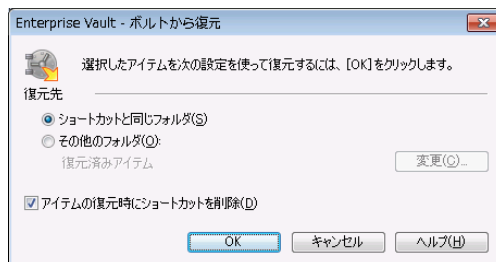 Enterprise Vault - ボルトから復元
選択したアイテムを次の設定を使って復元するには、[OK]をクリックします。
復元先
ショートカットと同じフォルダ(S)
その他のフォルダ(O):
復元済みアイテム
変更(C)...
アイテムの復元時にショートカットを削除(D)
OK キャンセル ヘルプ(H)